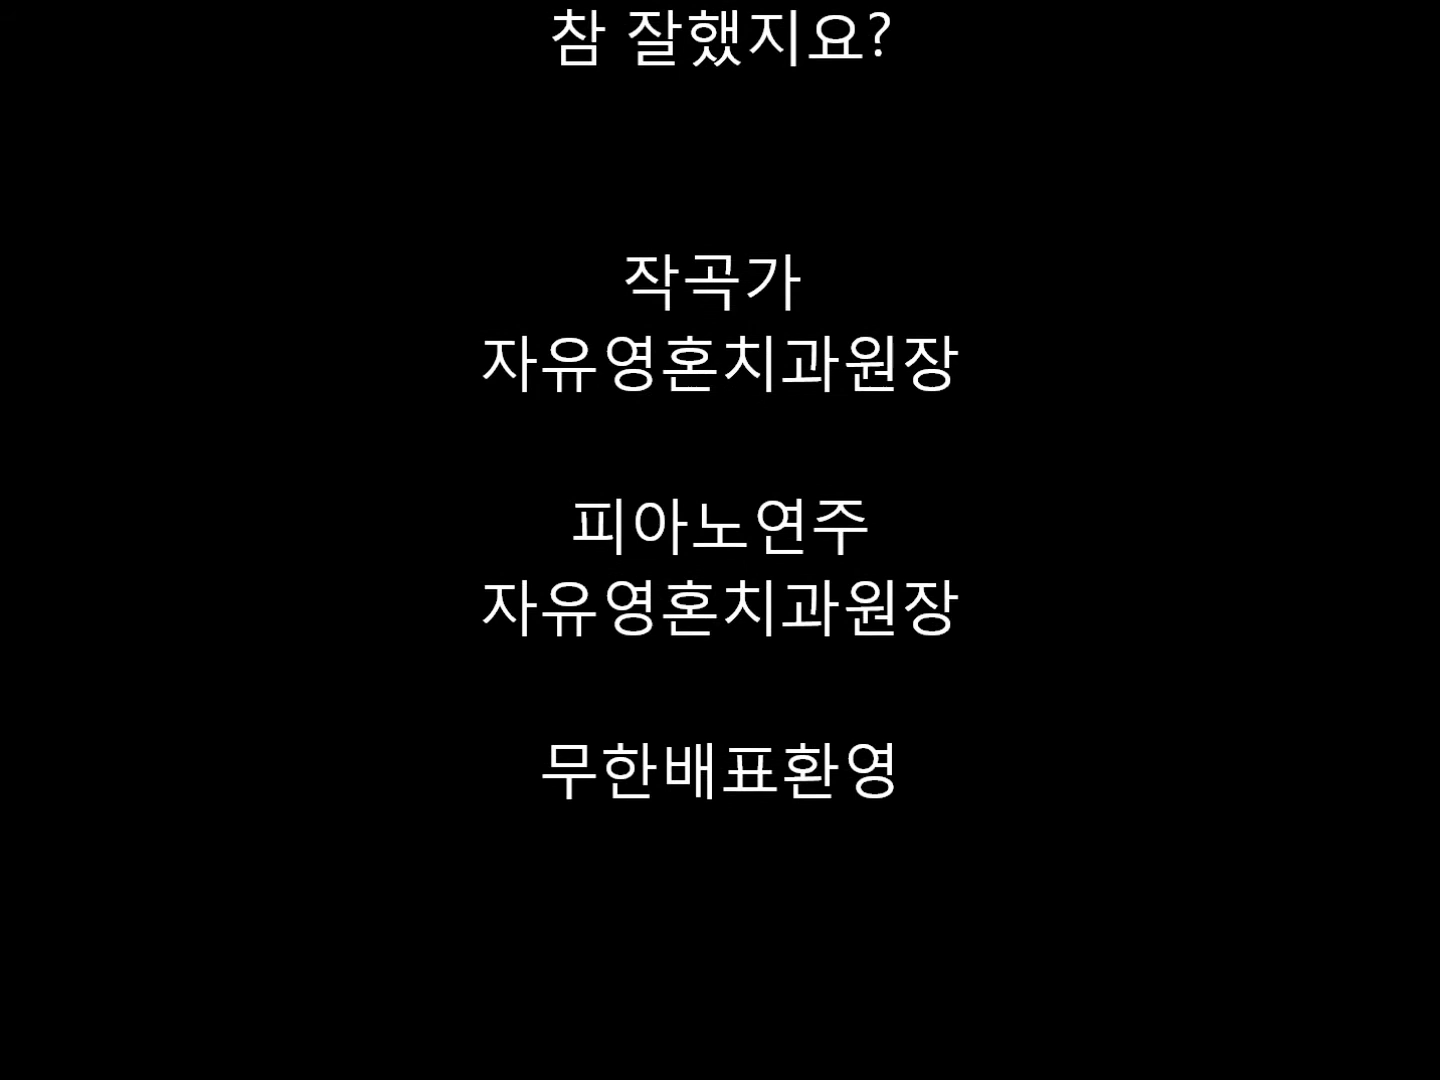 참 잘했지요?
작곡가
자유영혼치과원장
피아노연주
자유영혼치과원장
무한배표환영